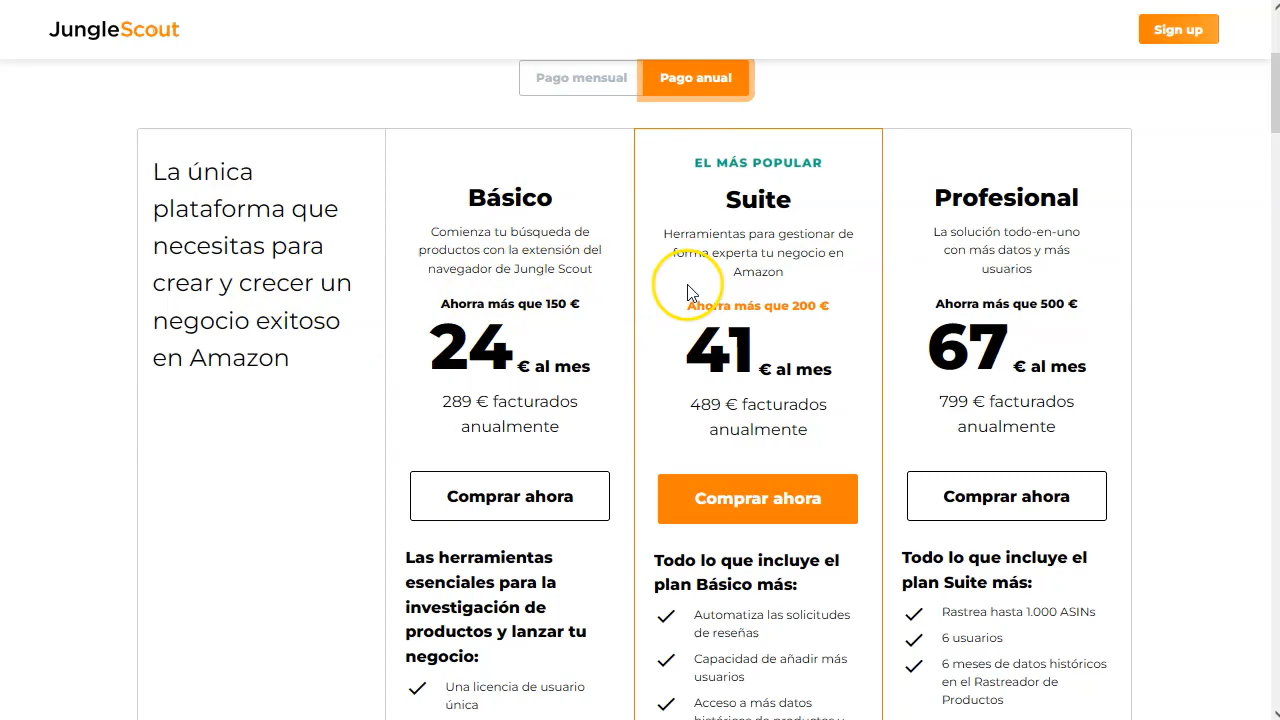 JungleScout
Sign up
Pago mensual
Pago anual
La única
plataforma que
necesitas para
crear y crecer un
negocio exitoso
en Amazon
Básico
Comienza tu búsqueda de
productos con la extensión del
navegador de Jungle Scout
Ahorra más que 150 €
24 € al mes
289 € facturados
anualmente
Comprar ahora
Las herramientas
esenciales para la
investigación de
productos y lanzar tu
negocio:
Una licencia de usuario
única
EL MÁS POPULAR
Suite
Herramientas para gestionar de
forma experta tu negocio en
Amazon
Ahorra más que 200 €
41 € al mes
489 € facturados
anualmente
Comprar ahora
Todo lo que incluye el
plan Básico más:
Automatiza las solicitudes
de reseñas
Capacidad de añadir más
usuarios
Acceso a más datos
históricos de productos y
Profesional
La solución todo-en-uno
con más datos y más
usuarios
Ahorra más que 500 €
67 € al mes
799 € facturados
anualmente
Comprar ahora
Todo lo que incluye el
plan Suite más:
Rastrea hasta 1.000 ASINs
6 usuarios
6 meses de datos históricos
en el Rastreador de
Productos